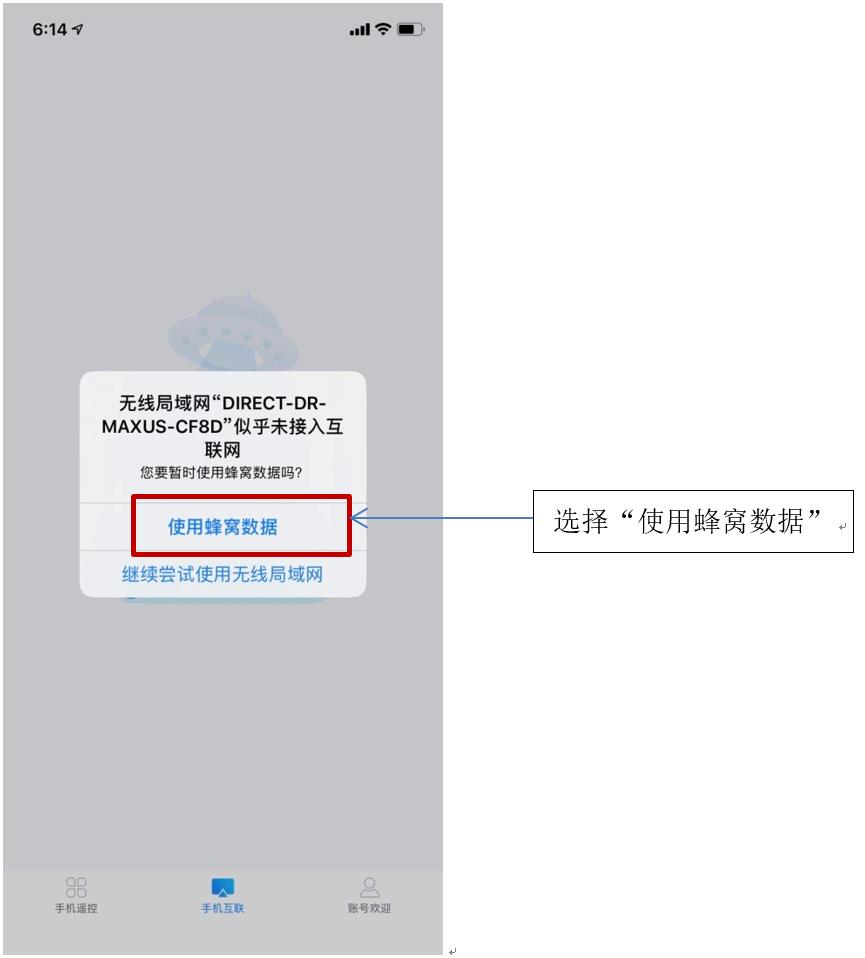 6:14
无线局域网“DIRECT-DR-
MAXUS-CF8D”似乎未接入互
联网
您要暂时使用蜂窝数据吗?
使用蜂窝数据
继续尝试使用无线局域网
选择“使用蜂窝数据”
手机遥控
手机互联
账号欢迎